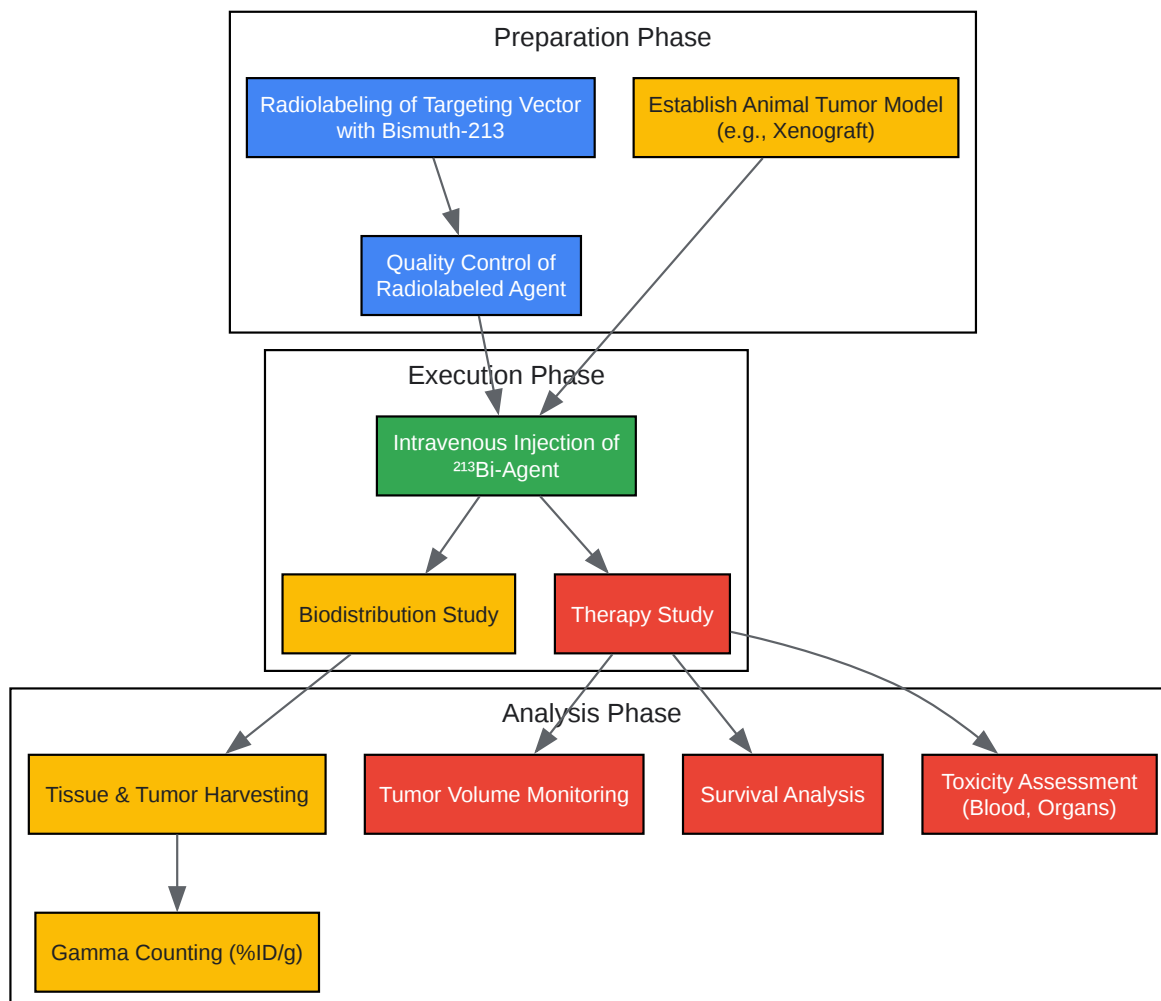 Preparation Phase
Radiolabeling of Targeting Vector
with Bismuth-213
Establish Animal Tumor Model
(e.g., Xenograft)
Quality Control of
Radiolabeled Agent
Execution Phase
Intravenous Injection of
²¹³Bi-Agent
Biodistribution Study
Therapy Study
Analysis Phase
Tissue & Tumor Harvesting
Tumor Volume Monitoring
Survival Analysis
Toxicity Assessment
(Blood, Organs)
Gamma Counting (%ID/g)